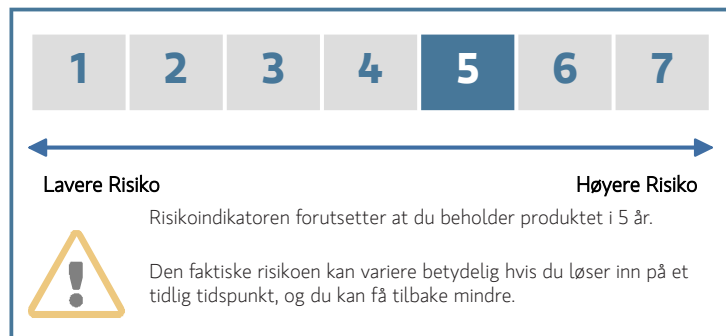 1 2 3 4 5 6 7
Lavere Risiko Høyere Risiko
Risikoindikatoren forutsetter at du beholder produktet i 5 år.
Den faktiske risikoen kan variere betydelig hvis du løser inn på et
tidlig tidspunkt, og du kan få tilbake mindre.